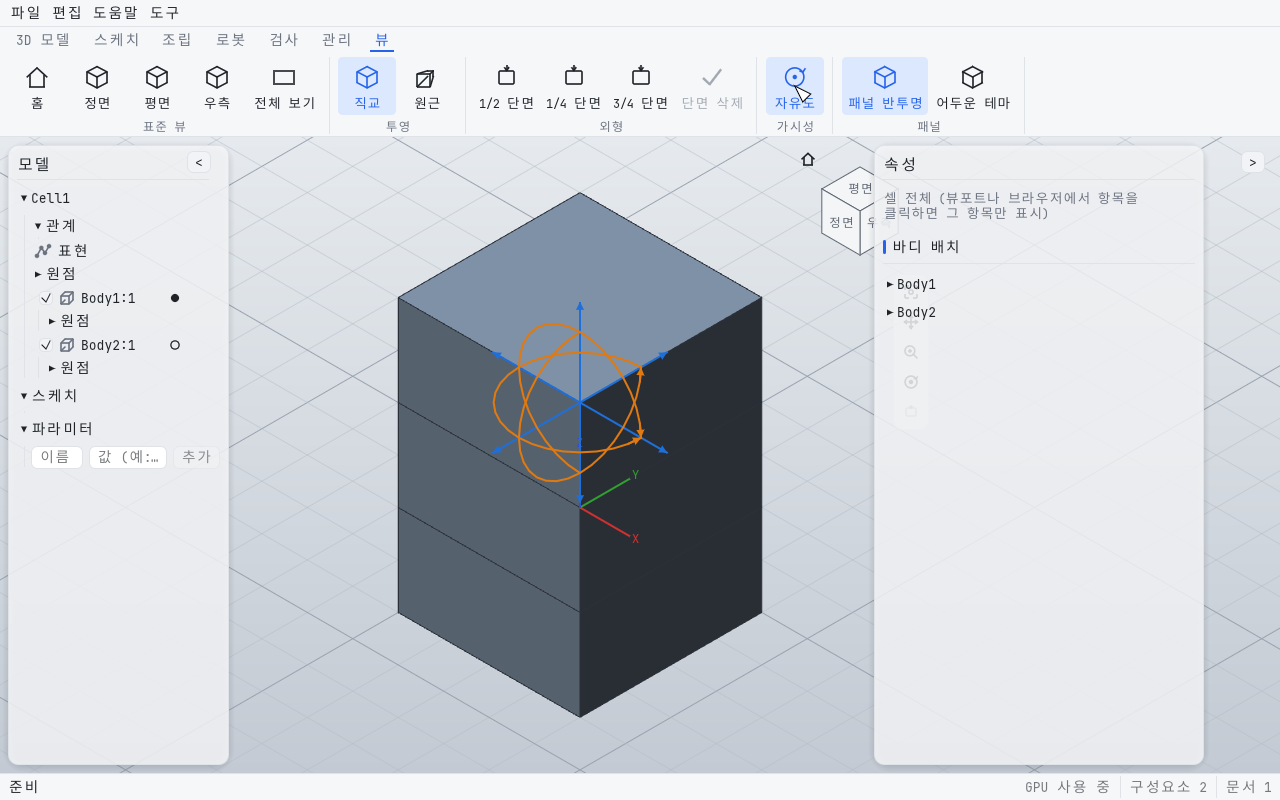 파일 편집 도움말 도구
3D 모델 스케치 조립 로봇 검사 관리 뷰
홈 정면 평면 우측 전체 보기 직교 원근 1/2 단면 1/4 단면 3/4 단면 단면 삭제 자유도 패널 반투명 어두운 테마
표준 뷰 투영 외형 가시성 패널
모델 <
▼ Cell1
▼ 관계
표현
▶ 원점
Body1:1
▶ 원점
Body2:1
▶ 원점
▼ 스케치
▼ 파라미터
이름 값 (예:… 추가
평면
정면
Y
X
속성 >
셀 전체 (뷰포트나 브라우저에서 항목을
클릭하면 그 항목만 표시)
바디 배치
▶ Body1
▶ Body2
준비 GPU 사용 중 구성요소 2 문서 1